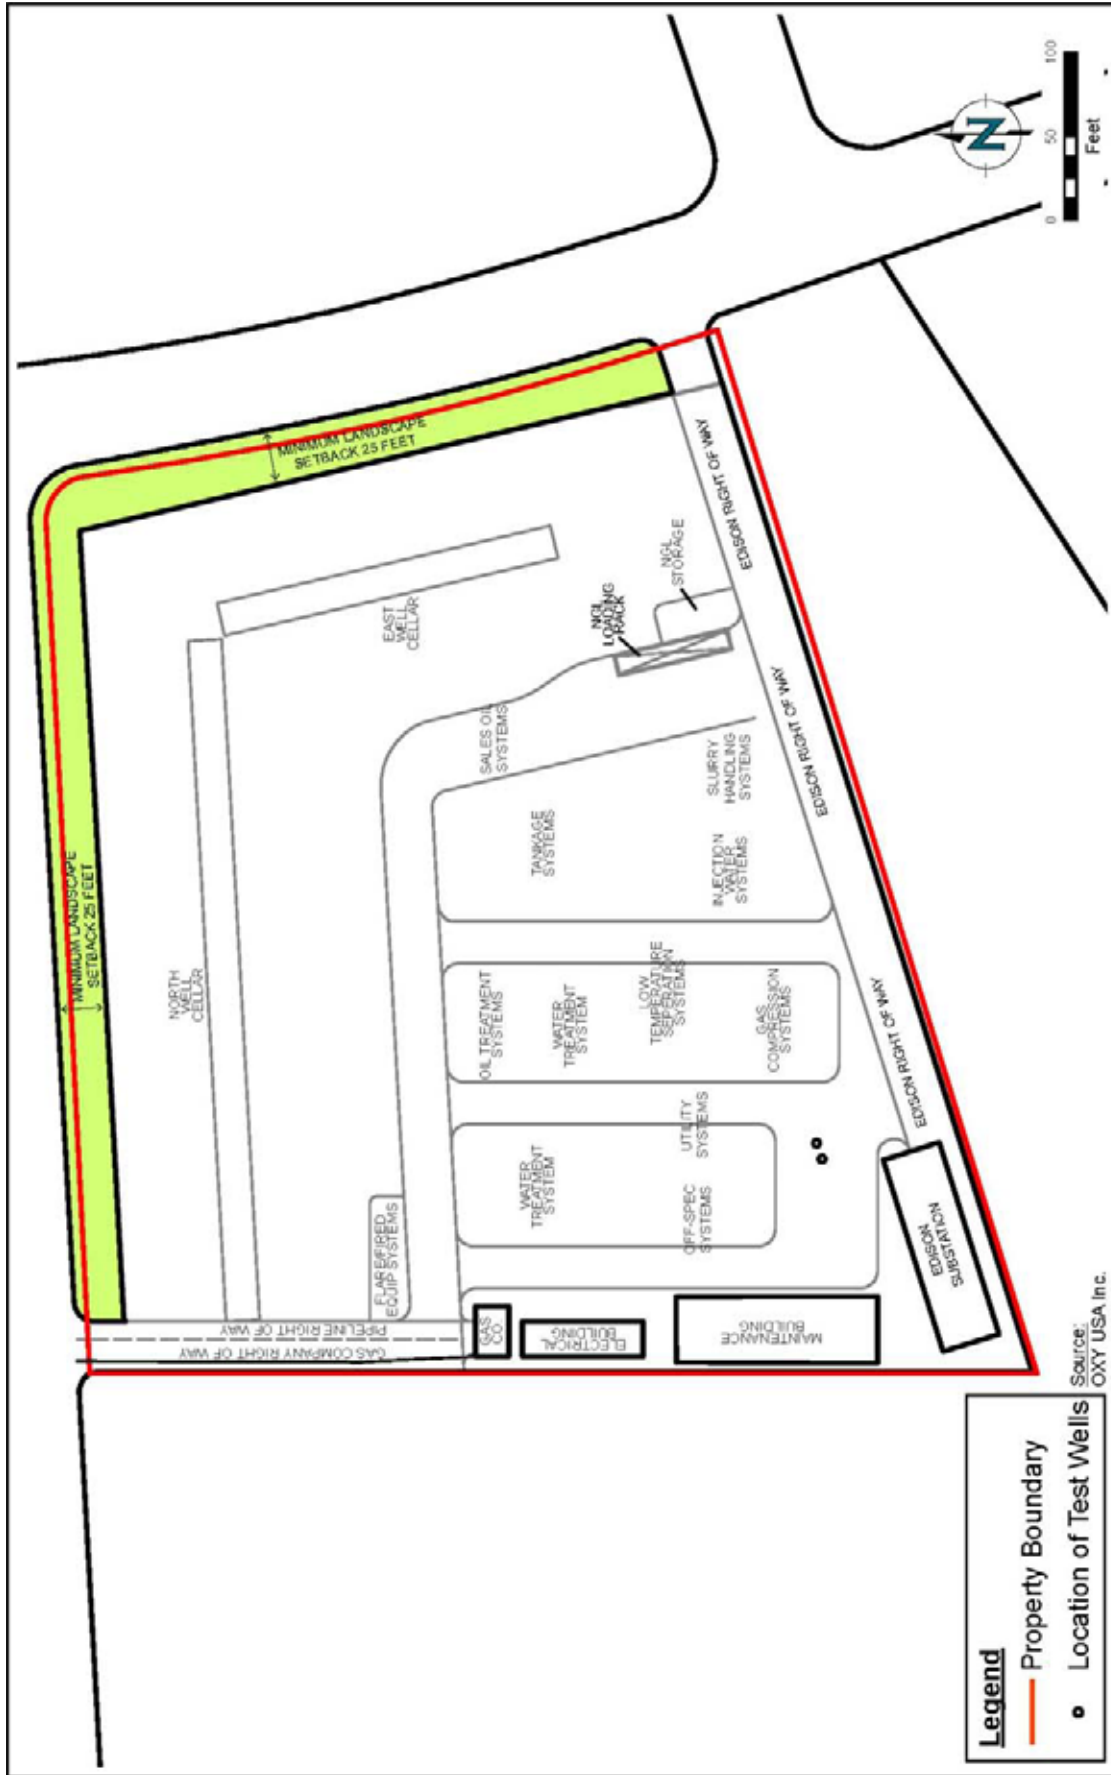 MINIMUM LANDSCAPE
SETBACK 25 FEET
MINIMUM LANDSCAPE
SETBACK 25 FEET
NORTH
WELL
CELLAR
EAST
WELL
CELLAR
GAS COMPANY RIGHT OF WAY
PIPELINE RIGHT OF WAY
FLARE/FIRED
EQUIP SYSTEMS
SALES OIL
SYSTEMS
NGL
LOADING
RACK
NGL
STORAGE
GAS
CO.
ELECTRICAL
BUILDING
MAINTENANCE
BUILDING
WATER
TREATMENT
SYSTEM
OFF-SPEC
SYSTEMS
UTILITY
SYSTEMS
OIL TREATMENT
SYSTEMS
WATER
TREATMENT
SYSTEM
LOW
TEMPERATURE
SEPERATION
SYSTEMS
GAS
COMPRESSION
SYSTEMS
TANKAGE
SYSTEMS
INJECTION
WATER
SYSTEMS
SLURRY
HANDLING
SYSTEMS
EDISON RIGHT OF WAY
EDISON RIGHT OF WAY
EDISON RIGHT OF WAY
EDISON
SUBSTATION
N
0 50 100
Feet
Legend
Property Boundary
Location of Test Wells
Source:
OXY USA Inc.